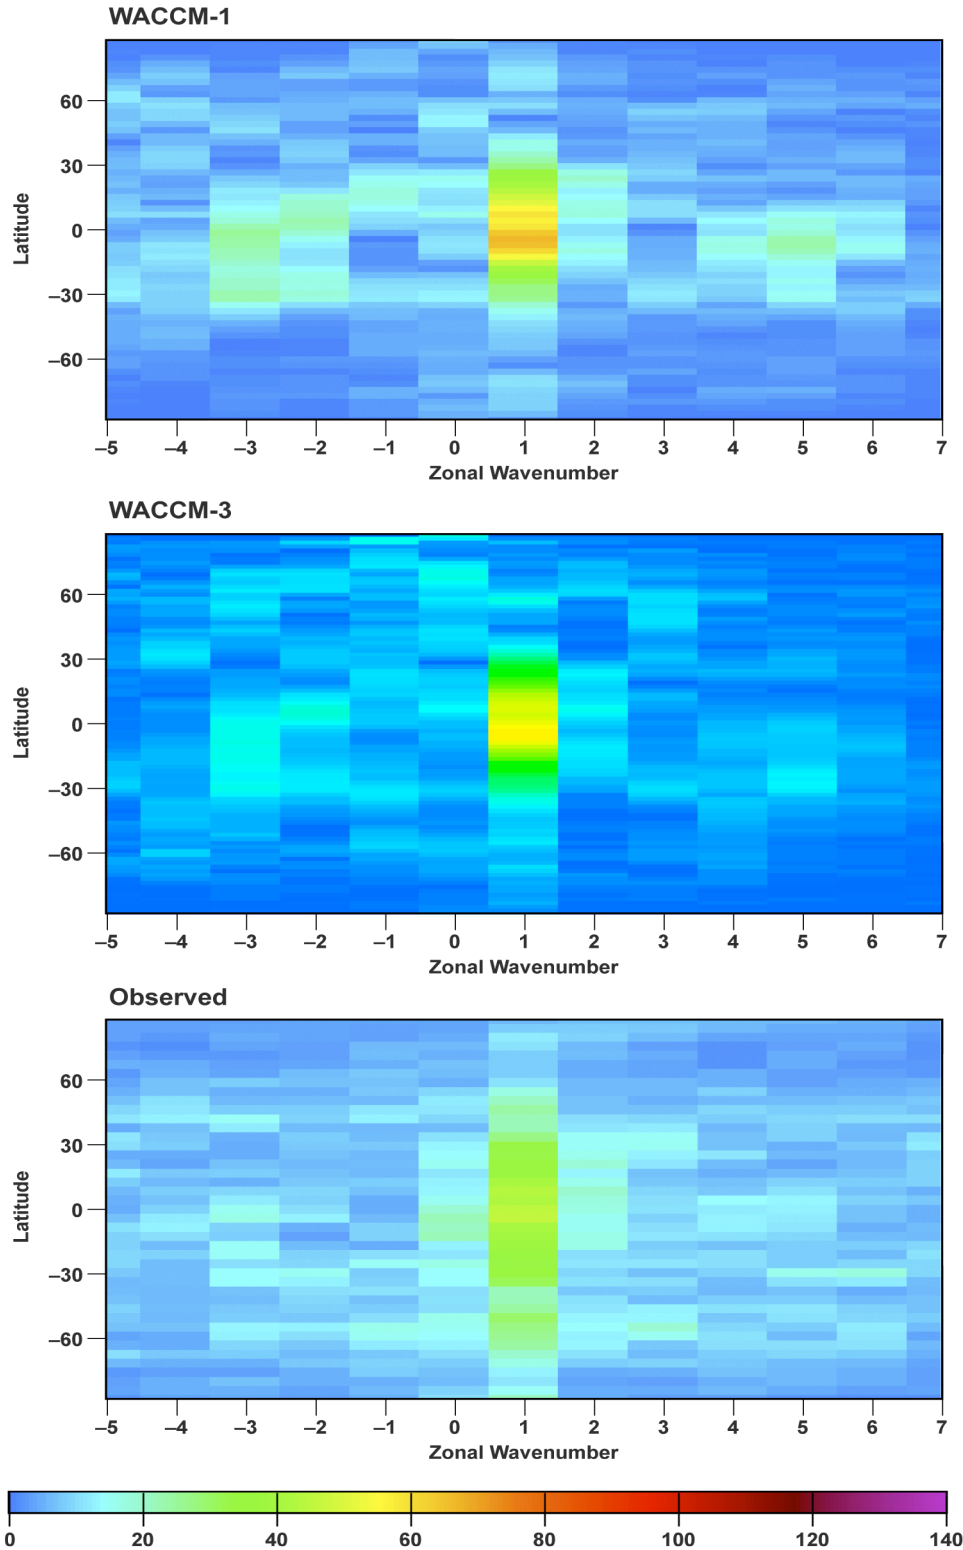 WACCM-1
60
30
0
–30
–60
Latitude
–5 –4 –3 –2 –1 0 1 2 3 4 5 6 7
Zonal Wavenumber
WACCM-3
60
30
0
–30
–60
Latitude
–5 –4 –3 –2 –1 0 1 2 3 4 5 6 7
Zonal Wavenumber
Observed
60
30
0
–30
–60
Latitude
–5 –4 –3 –2 –1 0 1 2 3 4 5 6 7
Zonal Wavenumber
0 20 40 60 80 100 120 140